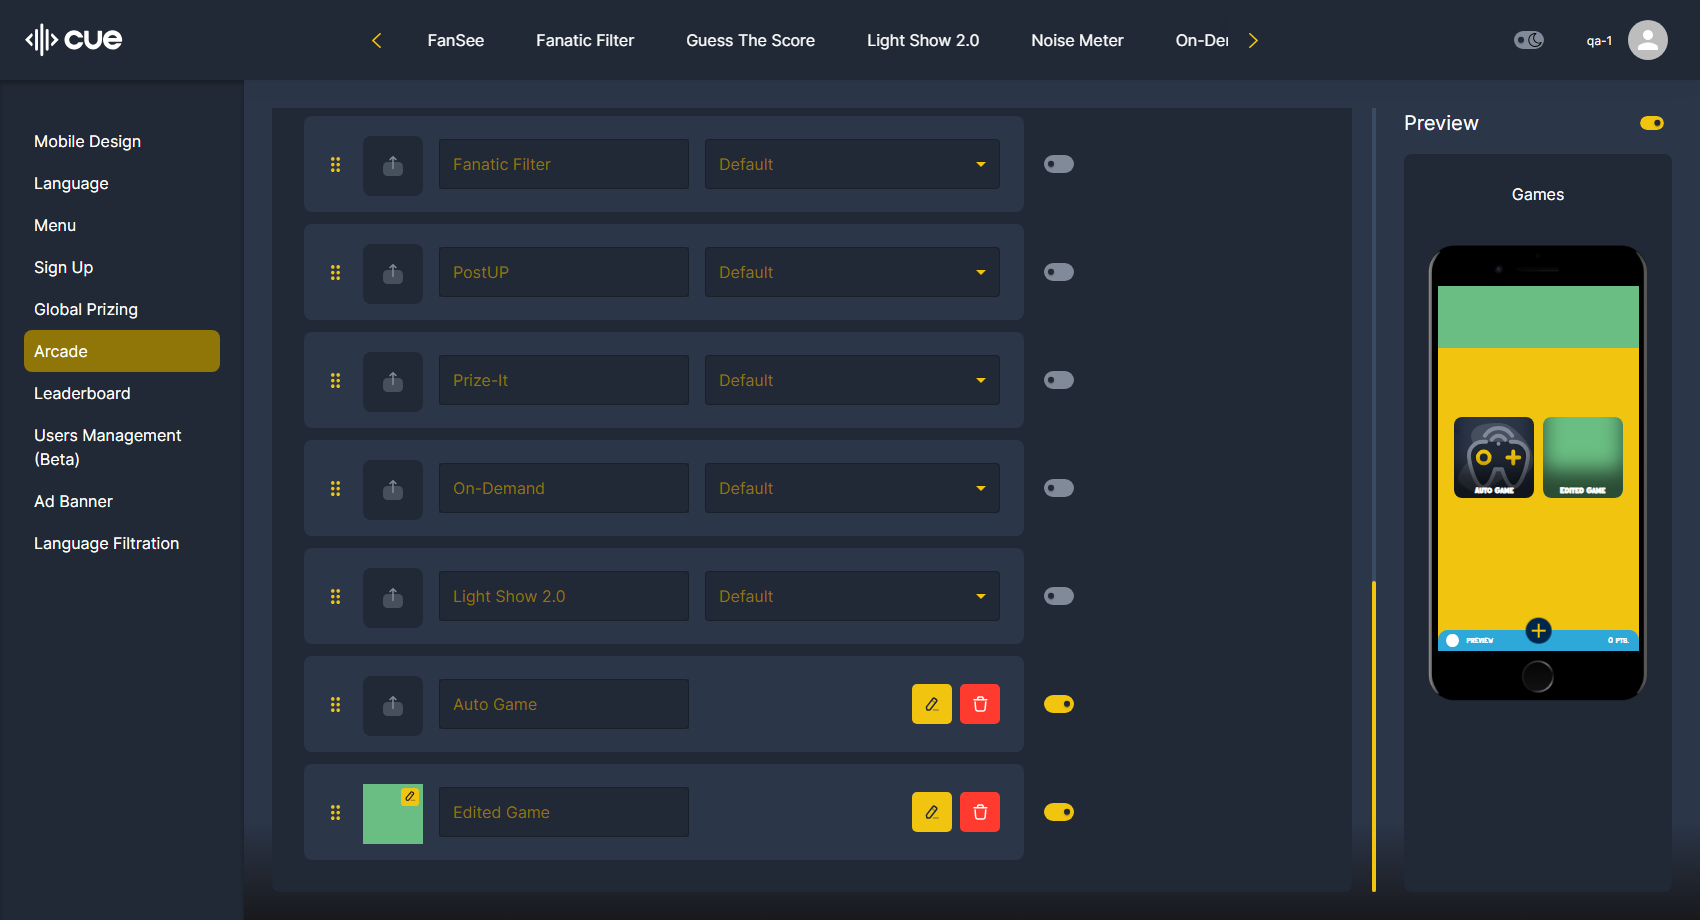 cue
FanSee
Fanatic Filter
Guess The Score
Light Show 2.0
Noise Meter
On-Der
qa-1
Mobile Design
Language
Menu
Sign Up
Global Prizing
Arcade
Leaderboard
Users Management
(Beta)
Ad Banner
Language Filtration
Fanatic Filter
Default
PostUP
Default
Prize-It
Default
On-Demand
Default
Light Show 2.0
Default
Auto Game
Edited Game
Preview
Games
AUTO GAME
EDITED GAME
PREVIEW
0 PTS.